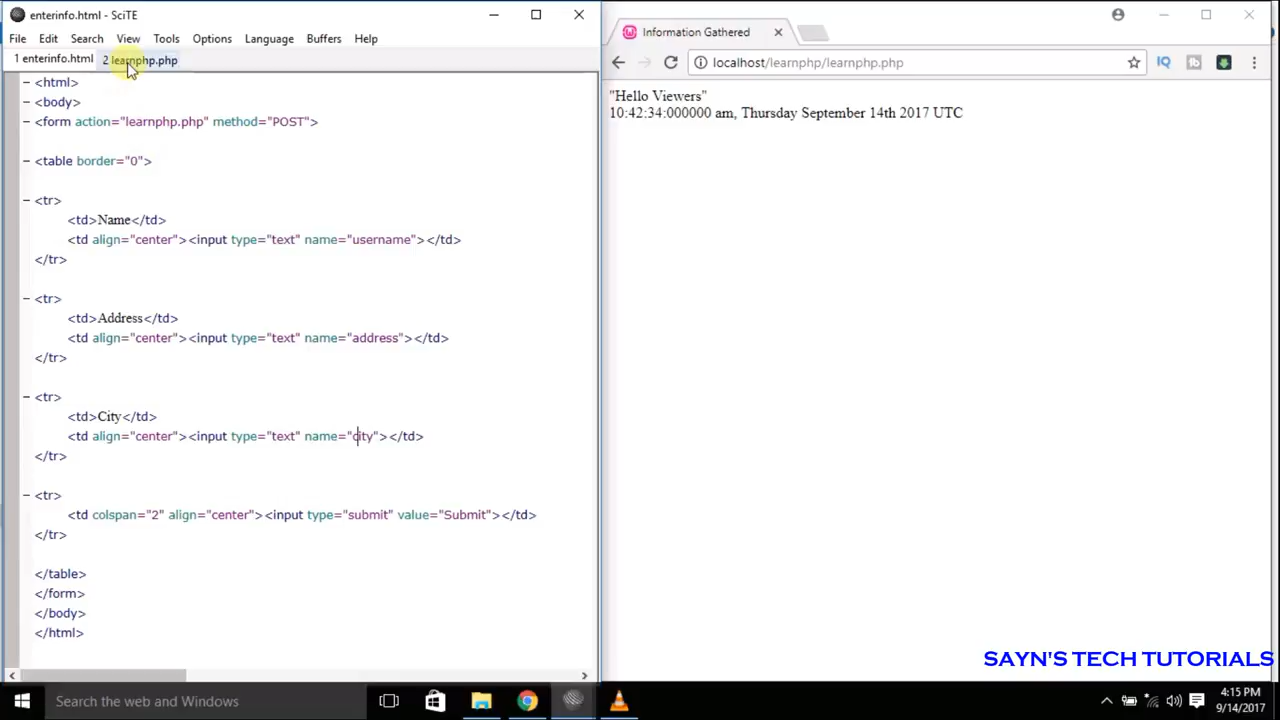 enterinfo.html - SciTE
File Edit Search View Tools Options Language Buffers Help
1 enterinfo.html 2 learnphp.php
<html>
<body>
<form action="learnphp.php" method="POST">
<table border="0">
<tr>
<td>Name</td>
<td align="center"><input type="text" name="username"></td>
</tr>
<tr>
<td>Address</td>
<td align="center"><input type="text" name="address"></td>
</tr>
<tr>
<td>City</td>
<td align="center"><input type="text" name="city"></td>
</tr>
<tr>
<td colspan="2" align="center"><input type="submit" value="Submit"></td>
</tr>
</table>
</form>
</body>
</html>
Information Gathered
localhost/learnphp/learnphp.php
IQ
"Hello Viewers"
10:42:34:000000 am, Thursday September 14th 2017 UTC
SAYN'S TECH TUTORIALS
Search the web and Windows
4:15 PM
9/14/2017